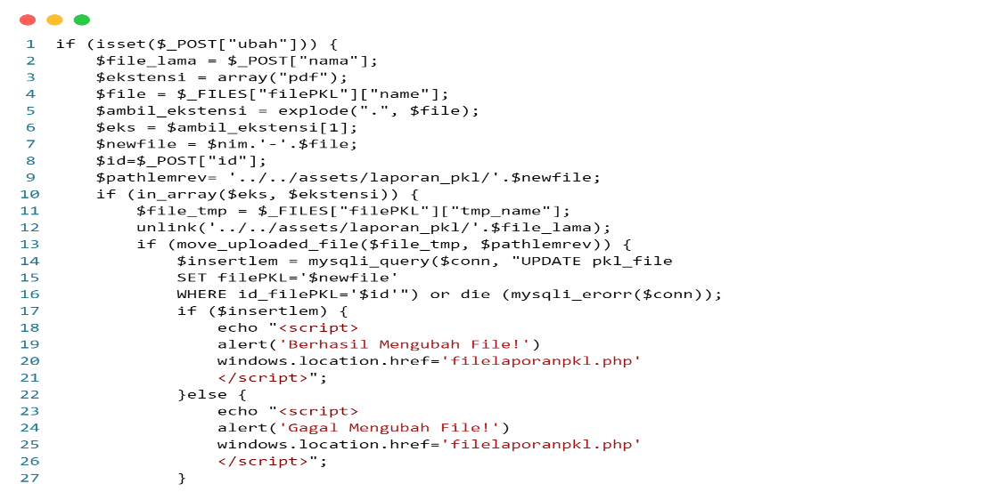 1 if (isset($_POST["ubah"])) {
2 $file_lama = $_POST["nama"];
3 $ekstensi = array("pdf");
4 $file = $_FILES["filePKL"]["name"];
5 $ambil_ekstensi = explode(".", $file);
6 $eks = $ambil_ekstensi[1];
7 $newfile = $nim.'-'.$file;
8 $id=$_POST["id"];
9 $pathlemrev= '../../assets/laporan_pkl/'.$newfile;
10 if (in_array($eks, $ekstensi)) {
11 $file_tmp = $_FILES["filePKL"]["tmp_name"];
12 unlink('../../assets/laporan_pkl/'.$file_lama);
13 if (move_uploaded_file($file_tmp, $pathlemrev)) {
14 $insertlem = mysqli_query($conn, "UPDATE pkl_file
15 SET filePKL='$newfile'
16 WHERE id_filePKL='$id'") or die (mysqli_erorr($conn));
17 if ($insertlem) {
18 echo "<script>
19 alert('Berhasil Mengubah File!')
20 windows.location.href='filelaporanpkl.php'
21 </script>";
22 }else {
23 echo "<script>
24 alert('Gagal Mengubah File!')
25 windows.location.href='filelaporanpkl.php'
26 </script>";
27 }